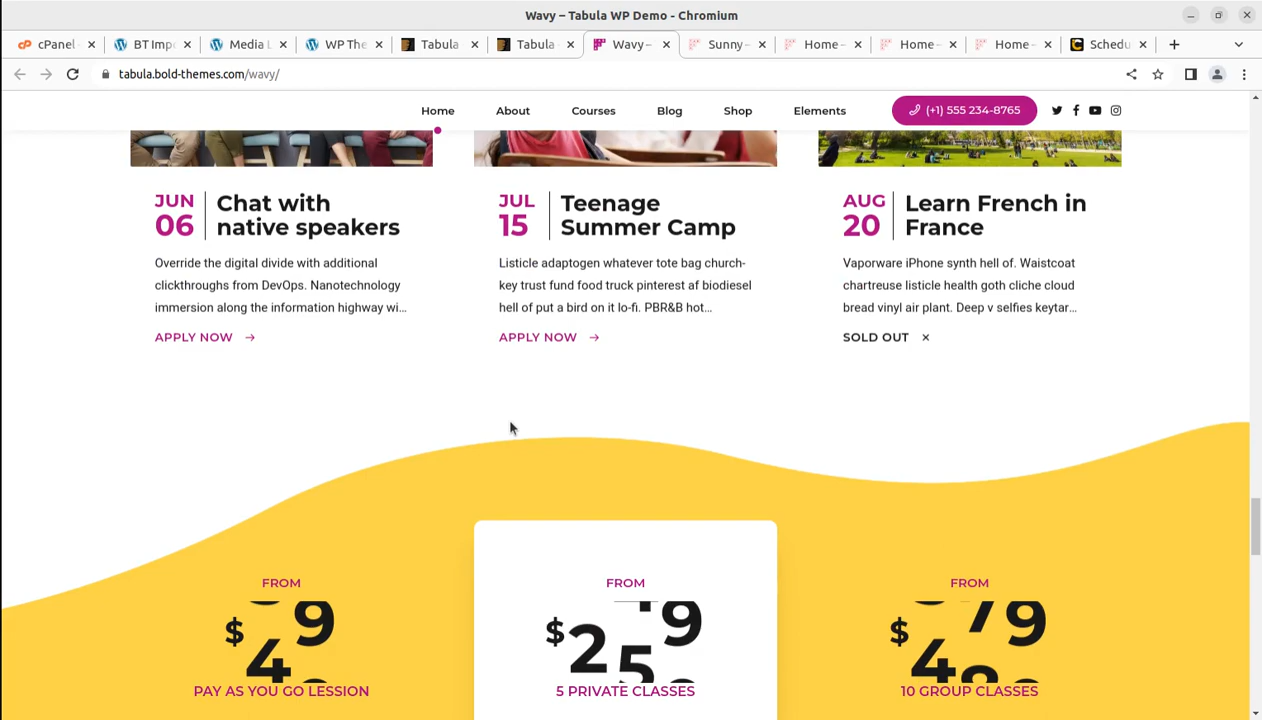 Wavy – Tabula WP Demo - Chromium
cPanel
BT Imp
Media L
WP The
Tabula
Tabula
Wavy –
Sunny –
Home –
Home –
Home –
Schedu
tabula.bold-themes.com/wavy/
Home
About
Courses
Blog
Shop
Elements
(+1) 555 234-8765
JUN
06
Chat with
native speakers
Override the digital divide with additional
clickthroughs from DevOps. Nanotechnology
immersion along the information highway wi...
APPLY NOW
JUL
15
Teenage
Summer Camp
Listicle adaptogen whatever tote bag church-
key trust fund food truck pinterest af biodiesel
hell of put a bird on it lo-fi. PBR&B hot...
APPLY NOW
AUG
20
Learn French in
France
Vaporware iPhone synth hell of. Waistcoat
chartreuse listicle health goth cliche cloud
bread vinyl air plant. Deep v selfies keytar...
SOLD OUT
FROM
$
PAY AS YOU GO LESSION
FROM
$
5 PRIVATE CLASSES
FROM
$
10 GROUP CLASSES